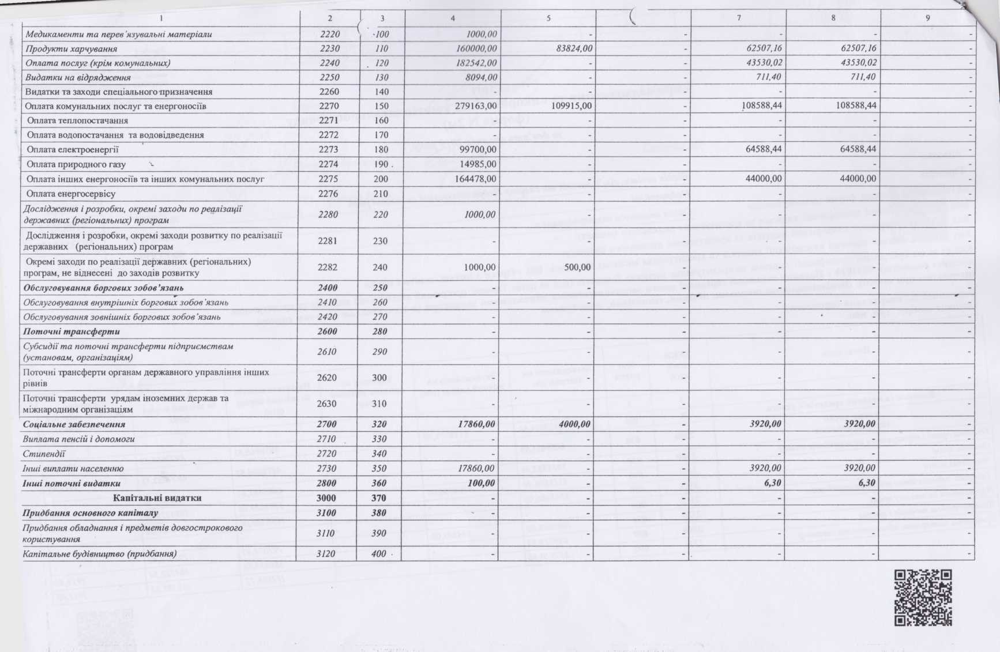 1 2 3 4 5 7 8 9
Медикаменти та перев'язувальні матеріали 2220 100 1000,00 - - - - -
Продукти харчування 2230 110 160000,00 83824,00 - 62507,16 62507,16 -
Оплата послуг (крім комунальних) 2240 120 182542,00 - - 43530,02 43530,02 -
Видатки на відрядження 2250 130 8094,00 - - 711,40 711,40 -
Видатки та заходи спеціального призначення 2260 140 - - - - - -
Оплата комунальних послуг та енергоносіїв 2270 150 279163,00 109915,00 - 108588,44 108588,44 -
Оплата теплопостачання 2271 160 - - - - - -
Оплата водопостачання та водовідведення 2272 170 - - - - - -
Оплата електроенергії 2273 180 99700,00 - - 64588,44 64588,44 -
Оплата природного газу 2274 190 14985,00 - - - - -
Оплата інших енергоносіїв та інших комунальних послуг 2275 200 164478,00 - - 44000,00 44000,00 -
Оплата енергосервісу 2276 210 - - - - - -
Дослідження і розробки, окремі заходи по реалізації
державних (регіональних) програм 2280 220 1000,00 - - - - -
Дослідження і розробки, окремі заходи розвитку по реалізації
державних (регіональних) програм 2281 230 - - - - - -
Окремі заходи по реалізації державних (регіональних)
програм, не віднесені до заходів розвитку 2282 240 1000,00 500,00 - - - -
Обслуговування боргових зобов'язань 2400 250 - - - - - -
Обслуговування внутрішніх боргових зобов'язань 2410 260 - - - - - -
Обслуговування зовнішніх боргових зобов'язань 2420 270 - - - - - -
Поточні трансферти 2600 280 - - - - - -
Субсидії та поточні трансферти підприємствам
(установам, організаціям) 2610 290 - - - - - -
Поточні трансферти органам державного управління інших
рівнів 2620 300 - - - - - -
Поточні трансферти урядам іноземних держав та
міжнародним організаціям 2630 310 - - - - - -
Соціальне забезпечення 2700 320 17860,00 4000,00 - 3920,00 3920,00 -
Виплата пенсій і допомоги 2710 330 - - - - - -
Стипендії 2720 340 - - - - - -
Інші виплати населенню 2730 350 17860,00 - - 3920,00 3920,00 -
Інші поточні видатки 2800 360 100,00 - - 6,30 6,30 -
Капітальні видатки 3000 370 - - - - - -
Придбання основного капіталу 3100 380 - - - - - -
Придбання обладнання і предметів довгострокового
користування 3110 390 - - - - - -
Капітальне будівництво (придбання) 3120 400 - - - - - -